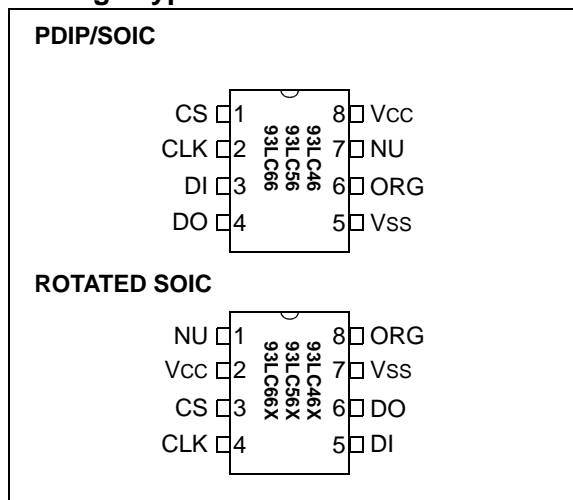 PDIP/SOIC
CS 1 8 VCC
CLK 2 7 NU
DI 3 6 ORG
DO 4 5 VSS
93LC46
93LC56
93LC66
ROTATED SOIC
NU 1 8 ORG
VCC 2 7 VSS
CS 3 6 DO
CLK 4 5 DI
93LC46X
93LC56X
93LC66X